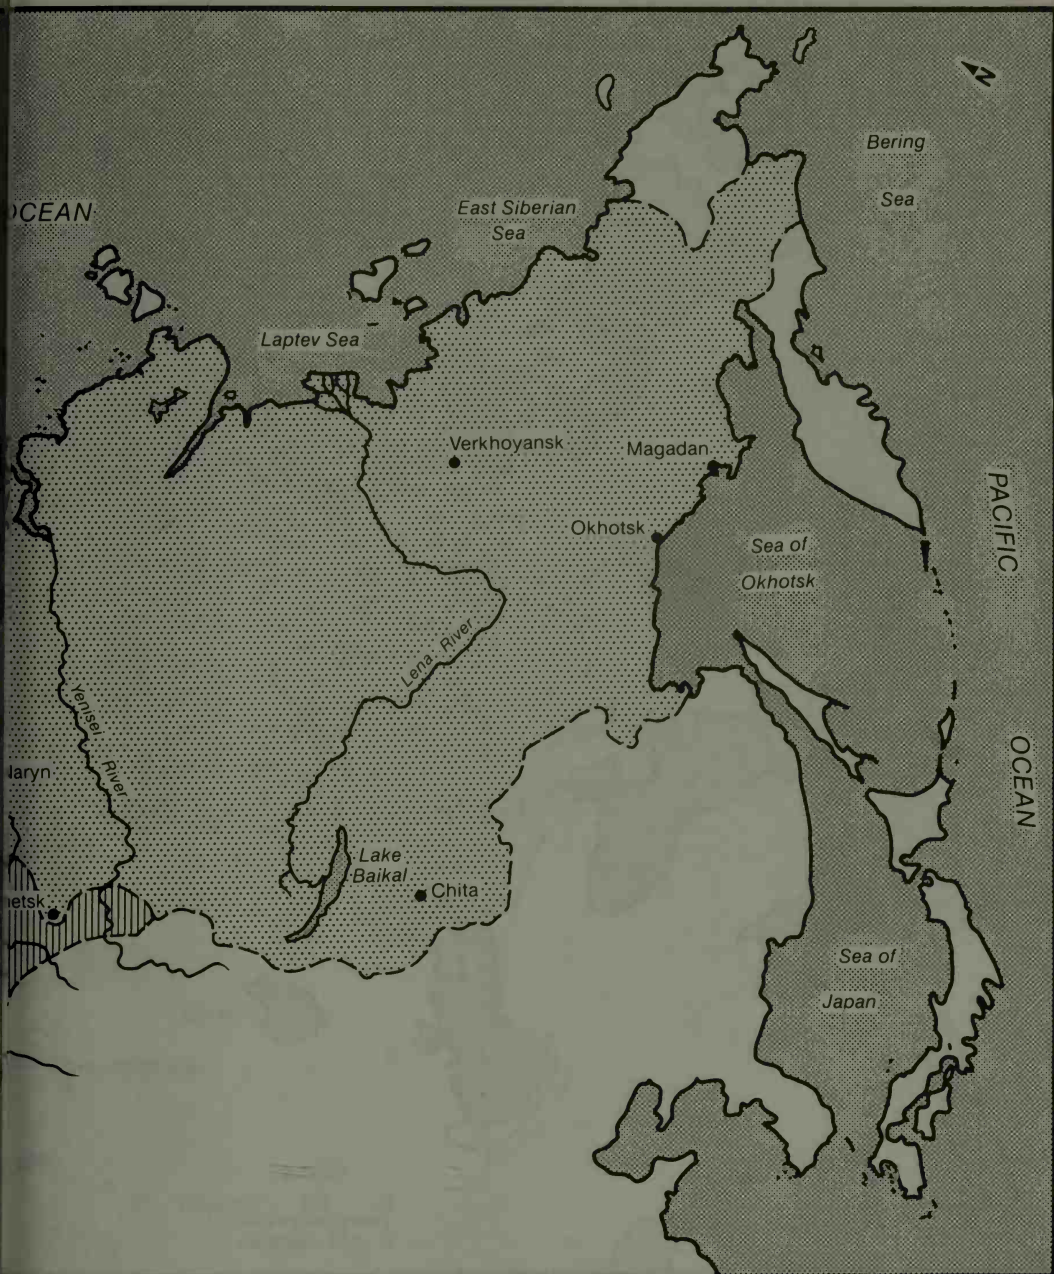 N
Bering
Sea
OCEAN
East Siberian
Sea
Laptev Sea
Verkhoyansk
Magadan
PACIFIC
Okhotsk
Sea of
Okhotsk
Lena River
Yenisei
River
OCEAN
Lake
Baikal
Chita
Sea of
Japan